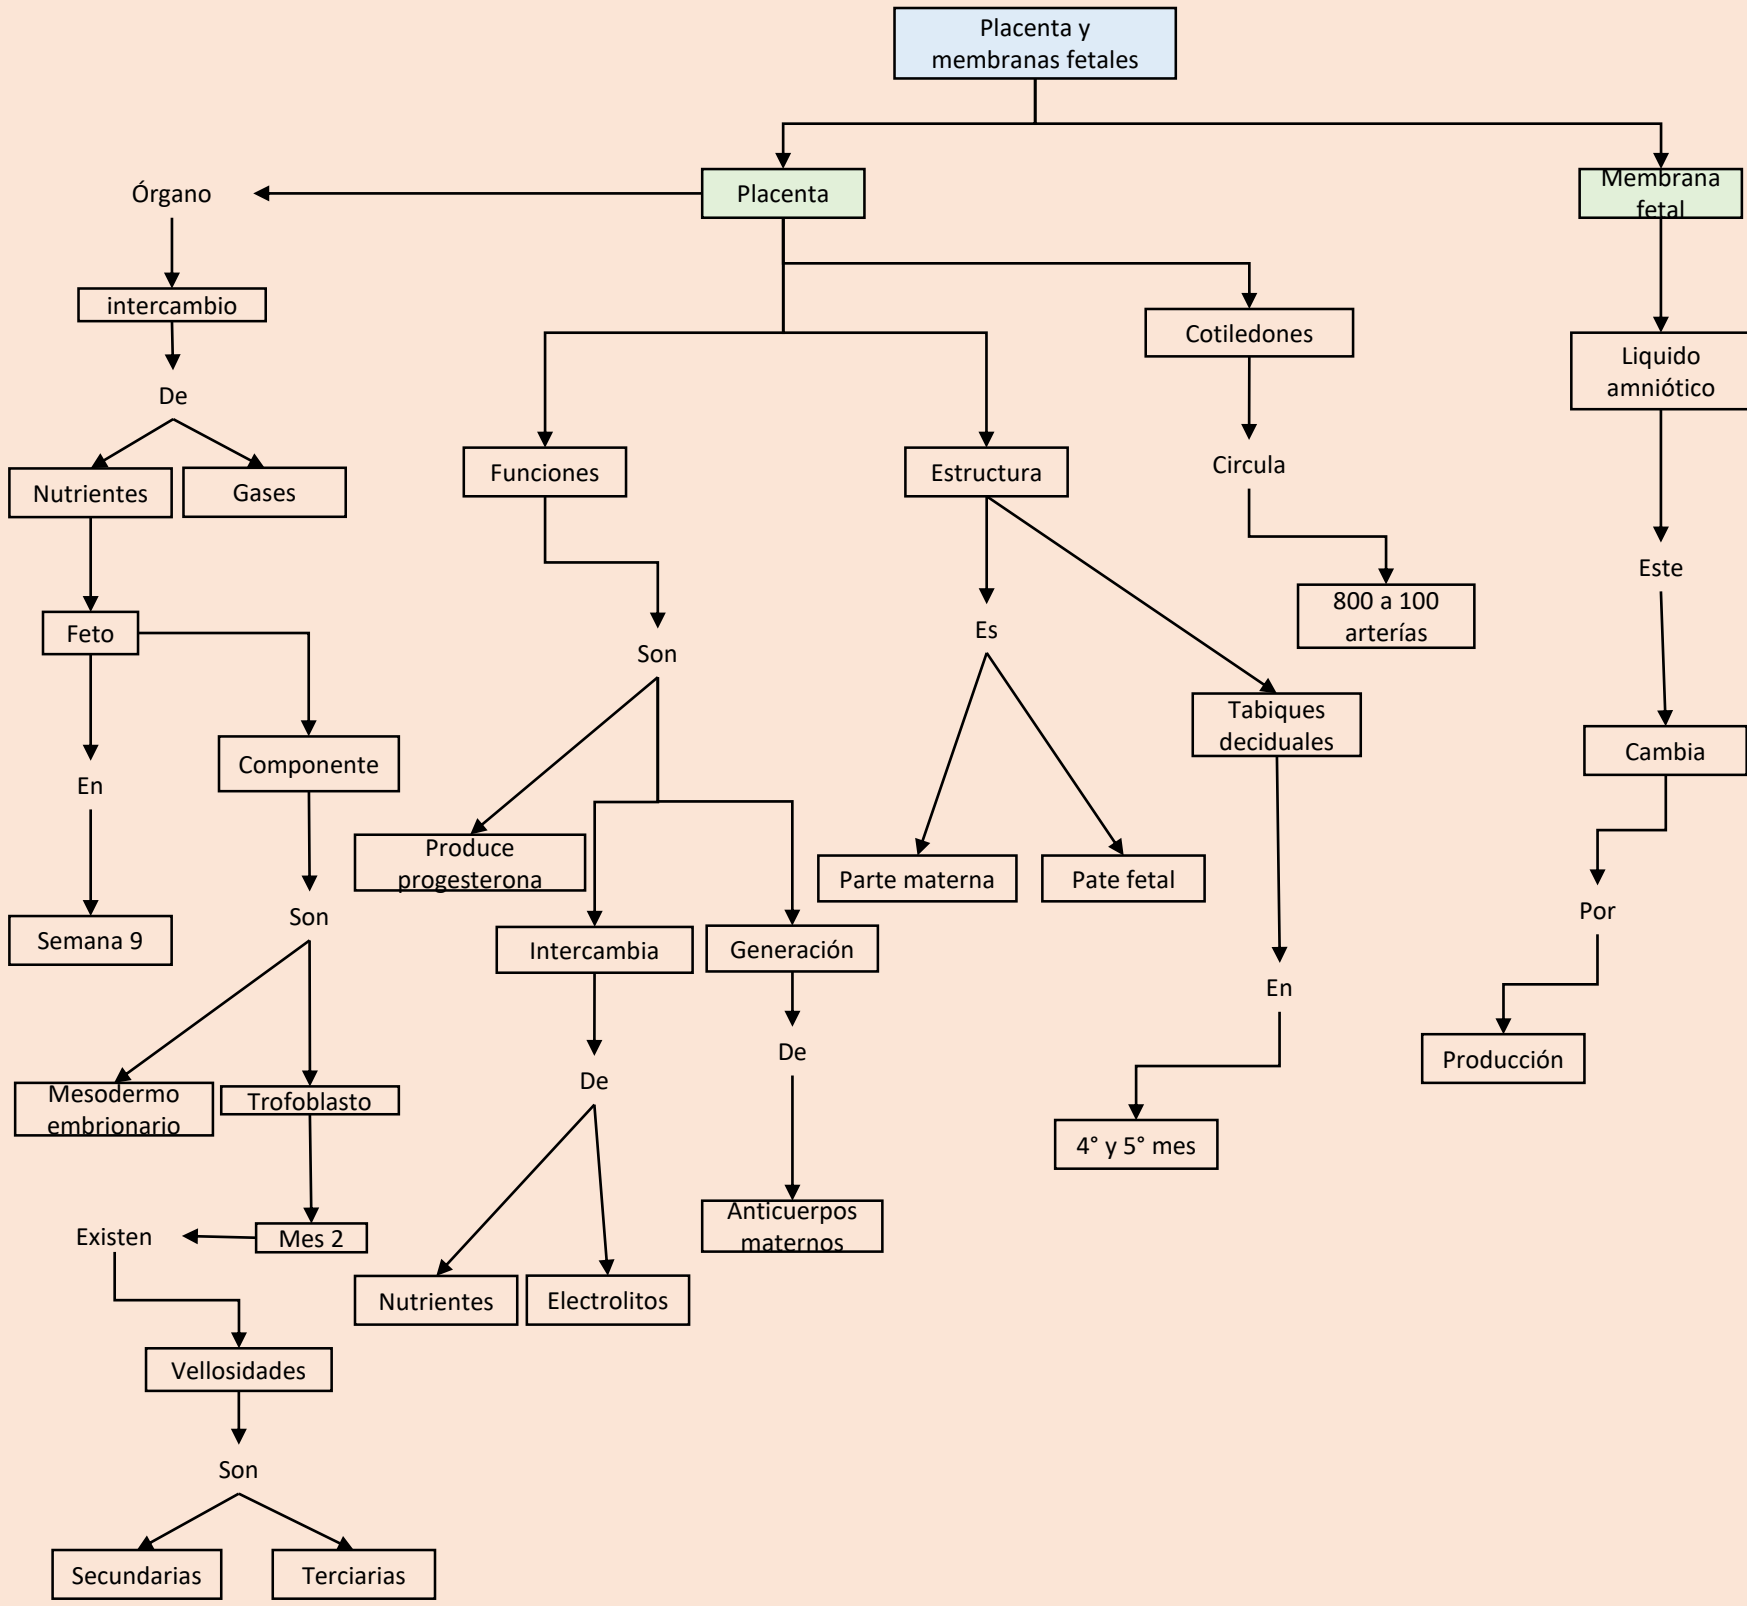 Placenta y
membranas fetales
Órgano
Placenta
Membrana
fetal
intercambio
Cotiledones
Liquido
amniótico
De
Nutrientes
Gases
Funciones
Estructura
Circula
Este
800 a 100
arterías
Feto
Son
Es
Tabiques
deciduales
Componente
Cambia
En
Produce
progesterona
Parte materna
Pate fetal
Semana 9
Son
Intercambia
Generación
Por
En
De
De
Producción
Mesodermo
embrionario
Trofoblasto
4° y 5° mes
Anticuerpos
maternos
Existen
Mes 2
Nutrientes
Electrolitos
Vellosidades
Son
Secundarias
Terciarias